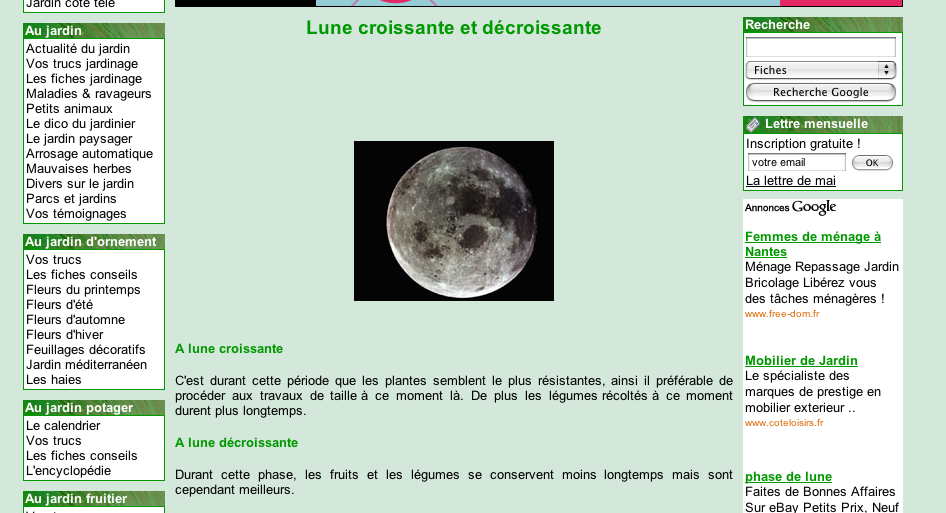 Jardin côté télé
Au jardin
Actualité du jardin
Vos trucs jardinage
Les fiches jardinage
Maladies & ravageurs
Petits animaux
Le dico du jardinier
Le jardin paysager
Arrosage automatique
Mauvaises herbes
Divers sur le jardin
Parcs et jardins
Vos témoignages
Au jardin d'ornement
Vos trucs
Les fiches conseils
Fleurs du printemps
Fleurs d'été
Fleurs d'automne
Fleurs d'hiver
Feuillages décoratifs
Jardin méditerranéen
Les haies
Au jardin potager
Le calendrier
Vos trucs
Les fiches conseils
L'encyclopédie
Au jardin fruitier
Lune croissante et décroissante
A lune croissante
C'est durant cette période que les plantes semblent le plus résistantes, ainsi il préférable de
procéder aux travaux de taille à ce moment là. De plus les légumes récoltés à ce moment
durent plus longtemps.
A lune décroissante
Durant cette phase, les fruits et les légumes se conservent moins longtemps mais sont
cependant meilleurs.
Recherche
Fiches
Recherche Google
Lettre mensuelle
Inscription gratuite !
votre email OK
La lettre de mai
Annonces Google
Femmes de ménage à
Nantes
Ménage Repassage Jardin
Bricolage Libérez vous
des tâches ménagères !
www.free-dom.fr
Mobilier de Jardin
Le spécialiste des
marques de prestige en
mobilier exterieur ..
www.coteloisirs.fr
phase de lune
Faites de Bonnes Affaires
Sur eBay Petits Prix, Neuf